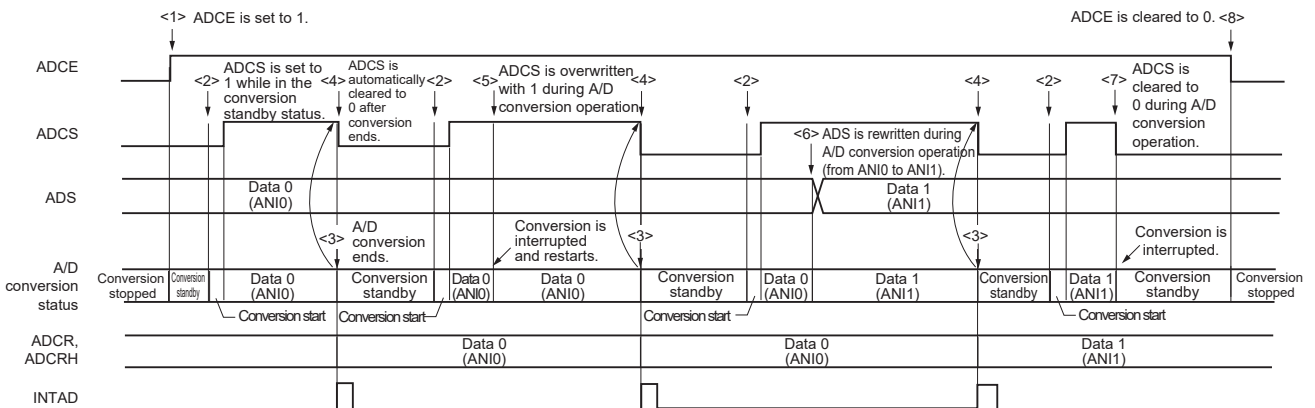 <1> ADCE is set to 1.
ADCE is cleared to 0. <8>
ADCE
<2>
ADCS is set to
1 while in the
conversion
standby status.
<4>
ADCS is
automatically
cleared to
0 after
conversion
ends.
<2>
<5>
ADCS is overwritten
with 1 during A/D
conversion operation.
<4>
<2>
<4>
<2>
<7>
ADCS is
cleared to
0 during A/D
conversion
operation.
ADCS
<6> ADS is rewritten during
A/D conversion operation
(from ANI0 to ANI1).
ADS
Data 0
(ANI0)
Data 1
(ANI1)
<3>
A/D
conversion
ends.
Conversion is
interrupted
and restarts.
<3>
<3>
Conversion is
interrupted.
A/D
conversion
status
Conversion
stopped
Conversion
standby
Data 0
(ANI0)
Conversion
standby
Data 0
(ANI0)
Data 0
(ANI0)
Conversion
standby
Data 0
(ANI0)
Data 1
(ANI1)
Conversion
standby
Data 1
(ANI1)
Conversion
standby
Conversion
stopped
Conversion start
Conversion start
Conversion start
Conversion start
ADCR,
ADCRH
Data 0
(ANI0)
Data 0
(ANI0)
Data 1
(ANI1)
INTAD